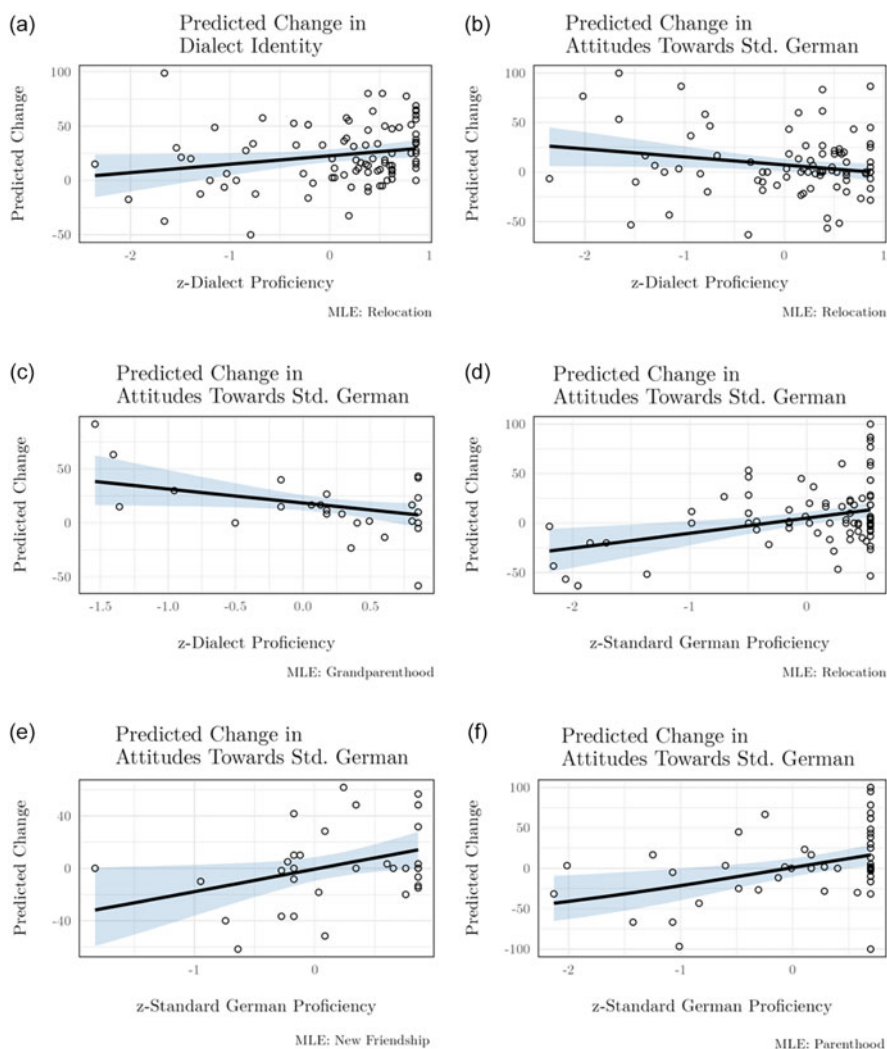 (a)
Predicted Change in
Dialect Identity
Predicted Change
100
50
0
-50
-2
-1
0
1
z-Dialect Proficiency
MLE: Relocation
(b)
Predicted Change in
Attitudes Towards Std. German
Predicted Change
100
50
0
-50
-2
-1
0
1
z-Dialect Proficiency
MLE: Relocation
(c)
Predicted Change in
Attitudes Towards Std. German
Predicted Change
50
0
-50
-1.5
-1.0
-0.5
0.0
0.5
z-Dialect Proficiency
MLE: Grandparenthood
(d)
Predicted Change in
Attitudes Towards Std. German
Predicted Change
100
50
0
-50
-2
-1
0
z-Standard German Proficiency
MLE: Relocation
(e)
Predicted Change in
Attitudes Towards Std. German
Predicted Change
40
0
-40
-1
0
z-Standard German Proficiency
MLE: New Friendship
(f)
Predicted Change in
Attitudes Towards Std. German
Predicted Change
100
50
0
-50
-100
-2
-1
0
z-Standard German Proficiency
MLE: Parenthood